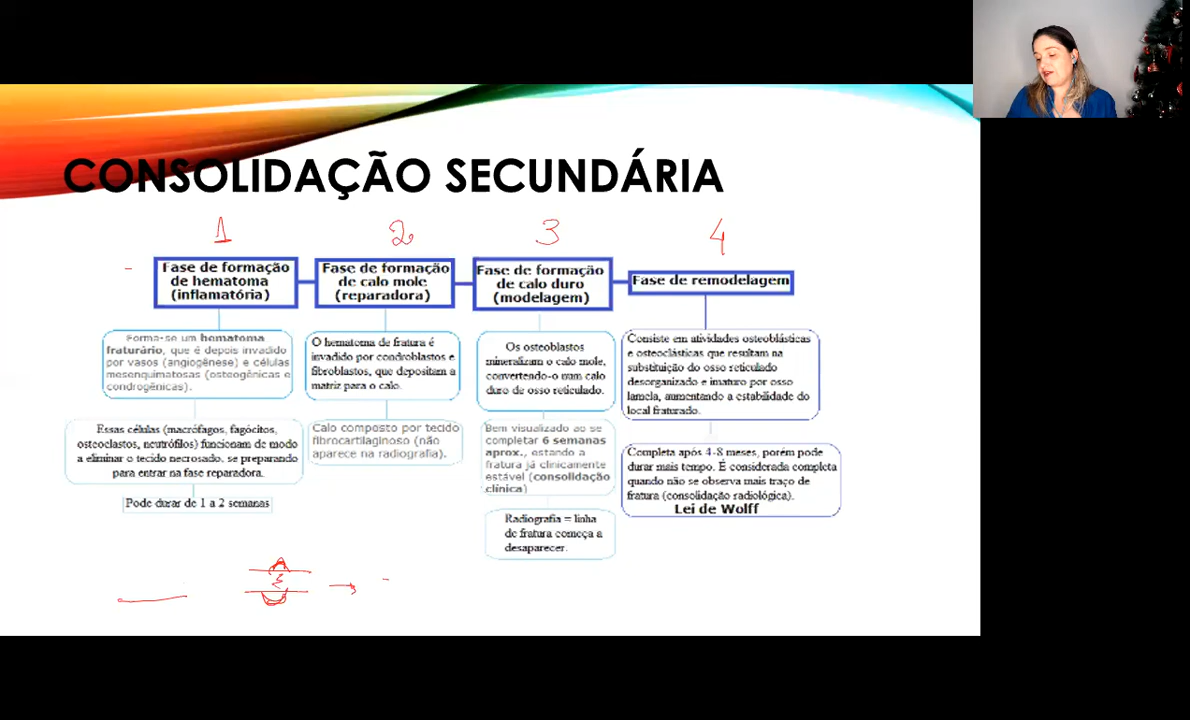 CONSOLIDAÇÃO SECUNDÁRIA
1
2
3
4
Fase de formação
de hematoma
(inflamatória)
Forma-se um hematoma
fraturário, que é depois invadido
por vasos (angiogênese) e células
mesenquimatosas (osteogênicas e
condrogênicas).
Essas células (macrófagos, fagócitos,
osteoclastos, neutrófilos) funcionam de modo
a eliminar o tecido necrosado, se preparando
para entrar na fase reparadora.
Pode durar de 1 a 2 semanas
Fase de formação
de calo mole
(reparadora)
O hematoma de fratura é
invadido por condroblastos e
fibroblastos, que depositam a
matriz para o calo.
Calo composto por tecido
fibrocartilaginoso (não
aparece na radiografia).
Fase de formação
de calo duro
(modelagem)
Os osteoblastos
mineralizam o calo mole,
convertendo-o num calo
duro de osso reticulado.
Bem visualizado ao se
completar 6 semanas
aprox., estando a
fratura já clinicamente
estável (consolidação
clínica)
Radiografia = linha
de fratura começa a
desaparecer.
Fase de remodelagem
Consiste em atividades osteoblásticas
e osteoclásticas que resultam na
substituição do osso reticulado
desorganizado e imaturo por osso
lamela, aumentando a estabilidade do
local fraturado.
Completa após 4-8 meses, porém pode
durar mais tempo. É considerada completa
quando não se observa mais traço de
fratura (consolidação radiológica).
Lei de Wolff